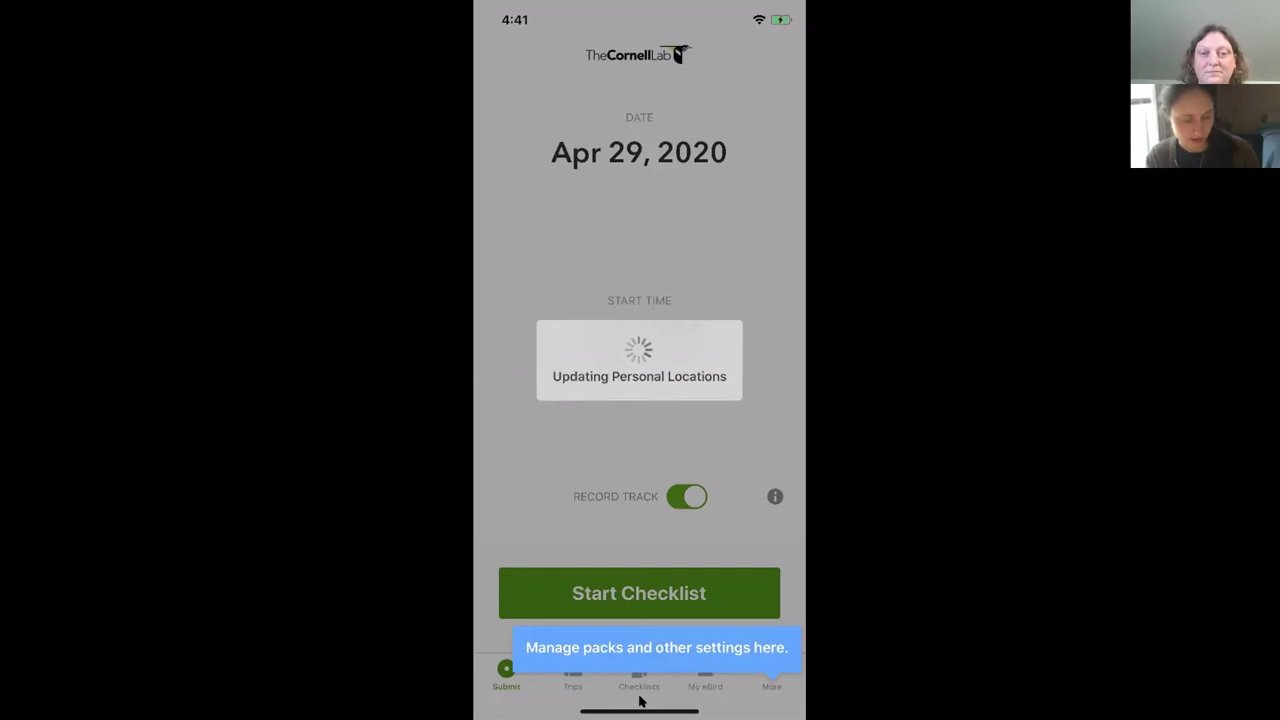 4:41
TheCornellLab
DATE
Apr 29, 2020
START TIME
Updating Personal Locations
RECORD TRACK
Start Checklist
Manage packs and other settings here.
Submit
Trips
Checklists
My eBird
More